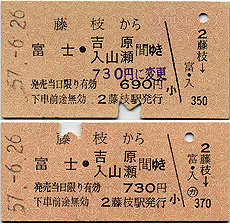 57.-6.26
藤枝から
富士●吉原
入山瀬間ゆき
730円に変更
発売当日限り有効 690円
下車前途無効 2藤枝駅発行
小
2藤枝→富・入
350
57.-6.26
藤枝から
富士●吉原
入山瀬間ゆき
発売当日限り有効 730円
下車前途無効 2藤枝駅発行
小
2藤枝→富・入
カ
370